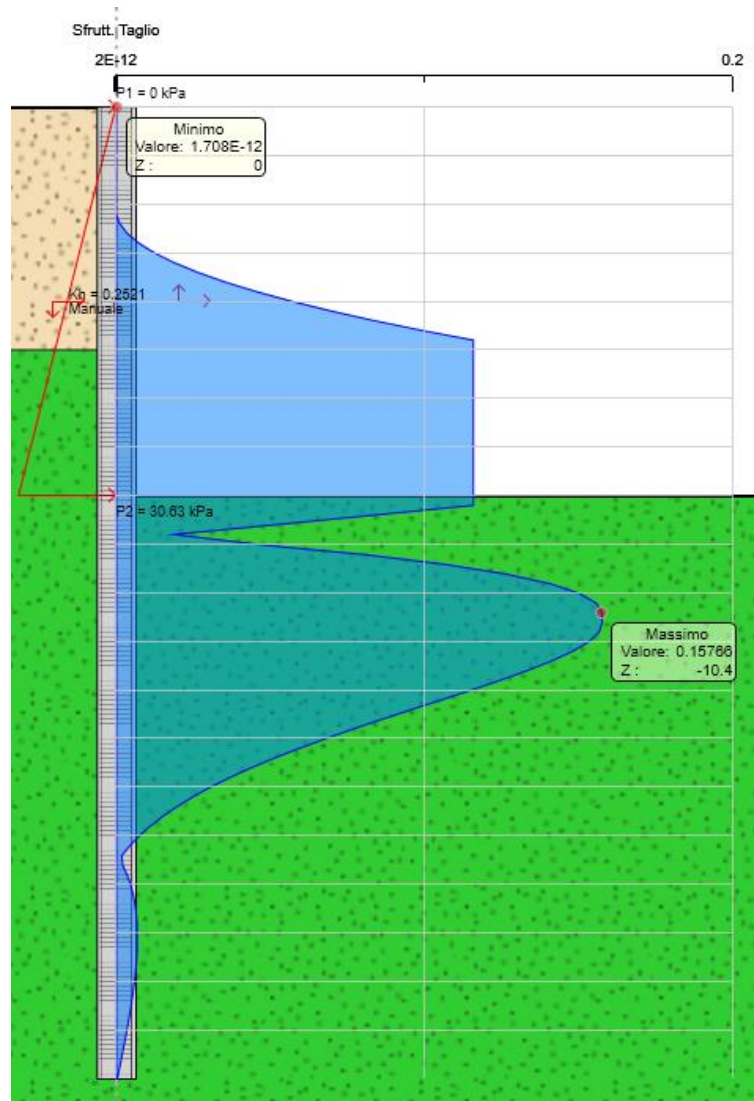 Sfrutt. Taglio
2E-12
0.2
P1 = 0 kPa
Minimo
Valore: 1.708E-12
Z : 0
Kh = 0.2521
Manuale
P2 = 30.63 kPa
Massimo
Valore: 0.15766
Z : -10.4